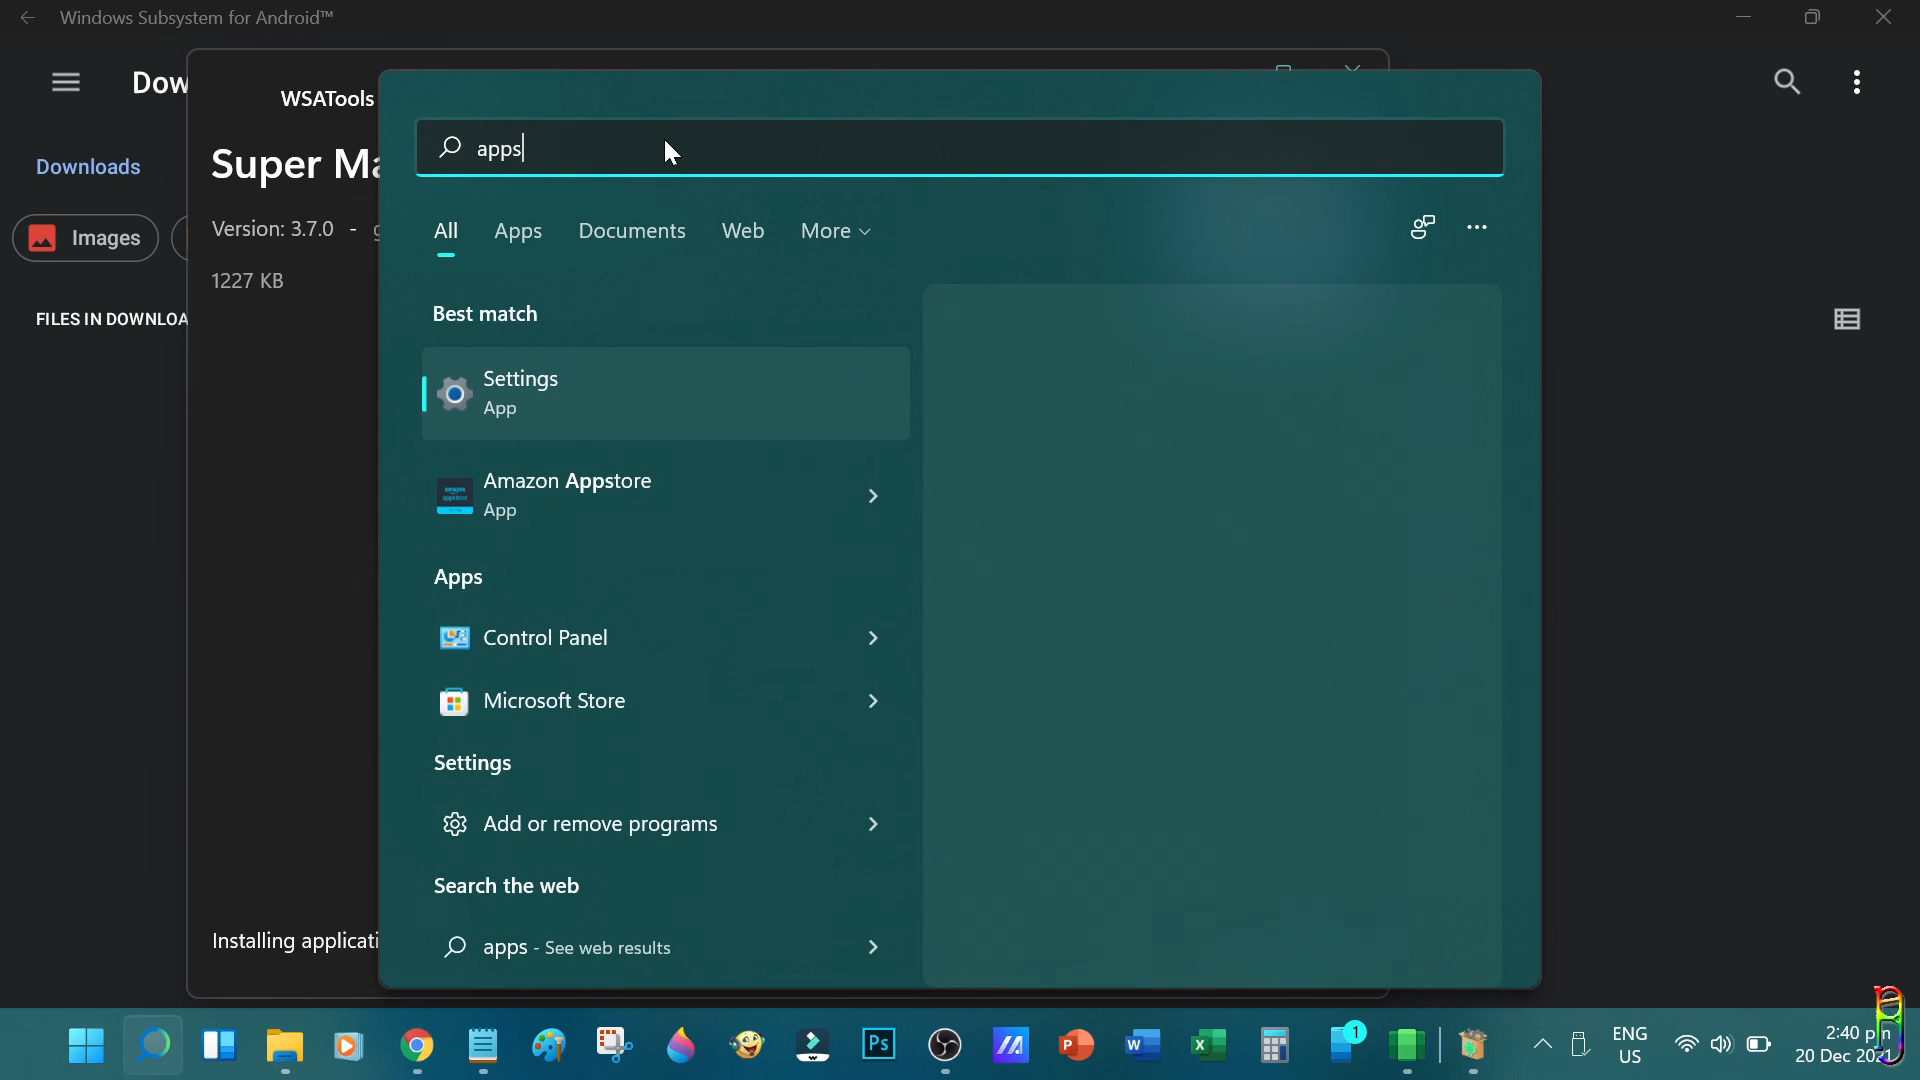 Windows Subsystem for Android™
Dow
WSATools
apps
Downloads
Super Ma
Images
Version: 3.7.0 -
All
Apps
Documents
Web
More
1227 KB
FILES IN DOWNLOA
Best match
Settings
App
Amazon Appstore
App
Apps
Control Panel
Microsoft Store
Settings
Add or remove programs
Search the web
Installing applicati
apps - See web results
Ps
P
W
X
1
ENG
US
2:40 p
20 Dec 2021